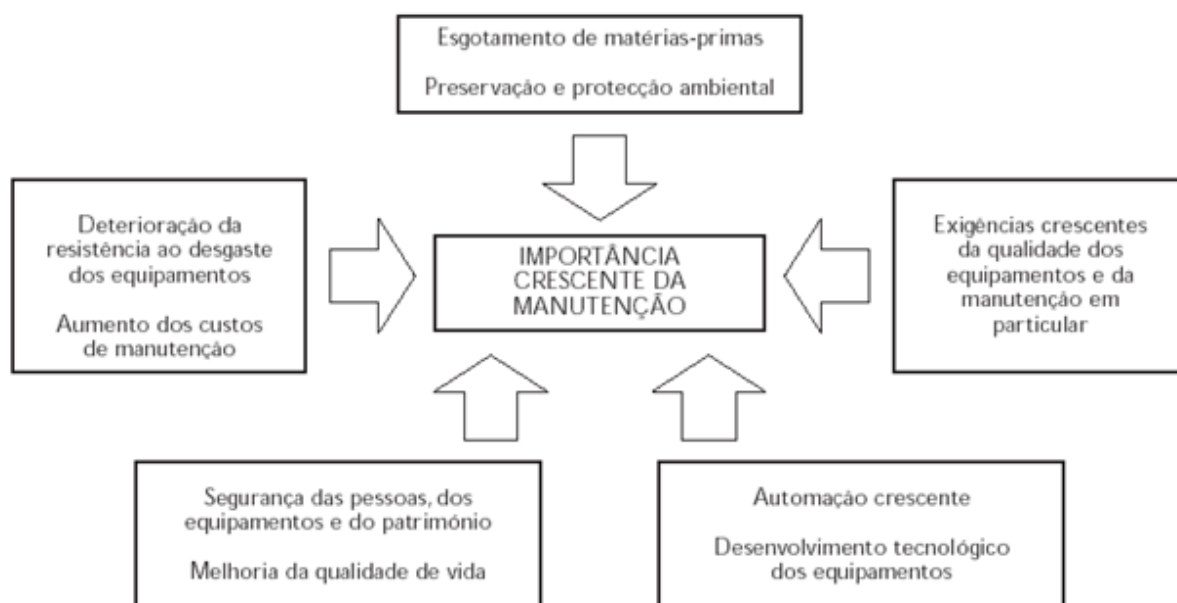 Esgotamento de matérias-primas
Preservação e protecção ambiental
Deterioração da
resistência ao desgaste
dos equipamentos
Aumento dos custos
de manutenção
IMPORTÂNCIA
CRESCENTE DA
MANUTENÇÃO
Exigências crescentes
da qualidade dos
equipamentos e da
manutenção em
particular
Segurança das pessoas, dos
equipamentos e do património
Melhoria da qualidade de vida
Automação crescente
Desenvolvimento tecnológico
dos equipamentos